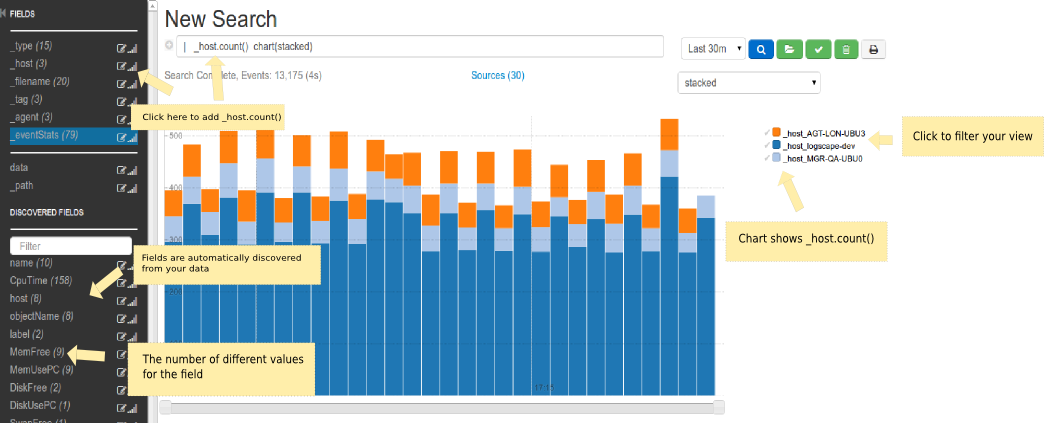 FIELDS
_type (15)
_host (3)
_filename (20)
_tag (3)
_agent (3)
_eventStats (79)
data
_path
DISCOVERED FIELDS
Filter
name (10)
CpuTime (158)
host (8)
objectName (8)
label (2)
MemFree (9)
MemUsePC (9)
DiskFree (2)
DiskUsePC (1)
New Search
| _host.count() chart(stacked)
Last 30m
Search Complete, Events: 13,175 (4s)
Sources (30)
stacked
Click here to add _host.count()
500
400
300
_host_AGT-LON-UBU3
_host_logscape-dev
_host_MGR-QA-UBU0
Click to filter your view
Chart shows _host.count()
Fields are automatically discovered
from your data
The number of different values
for the field